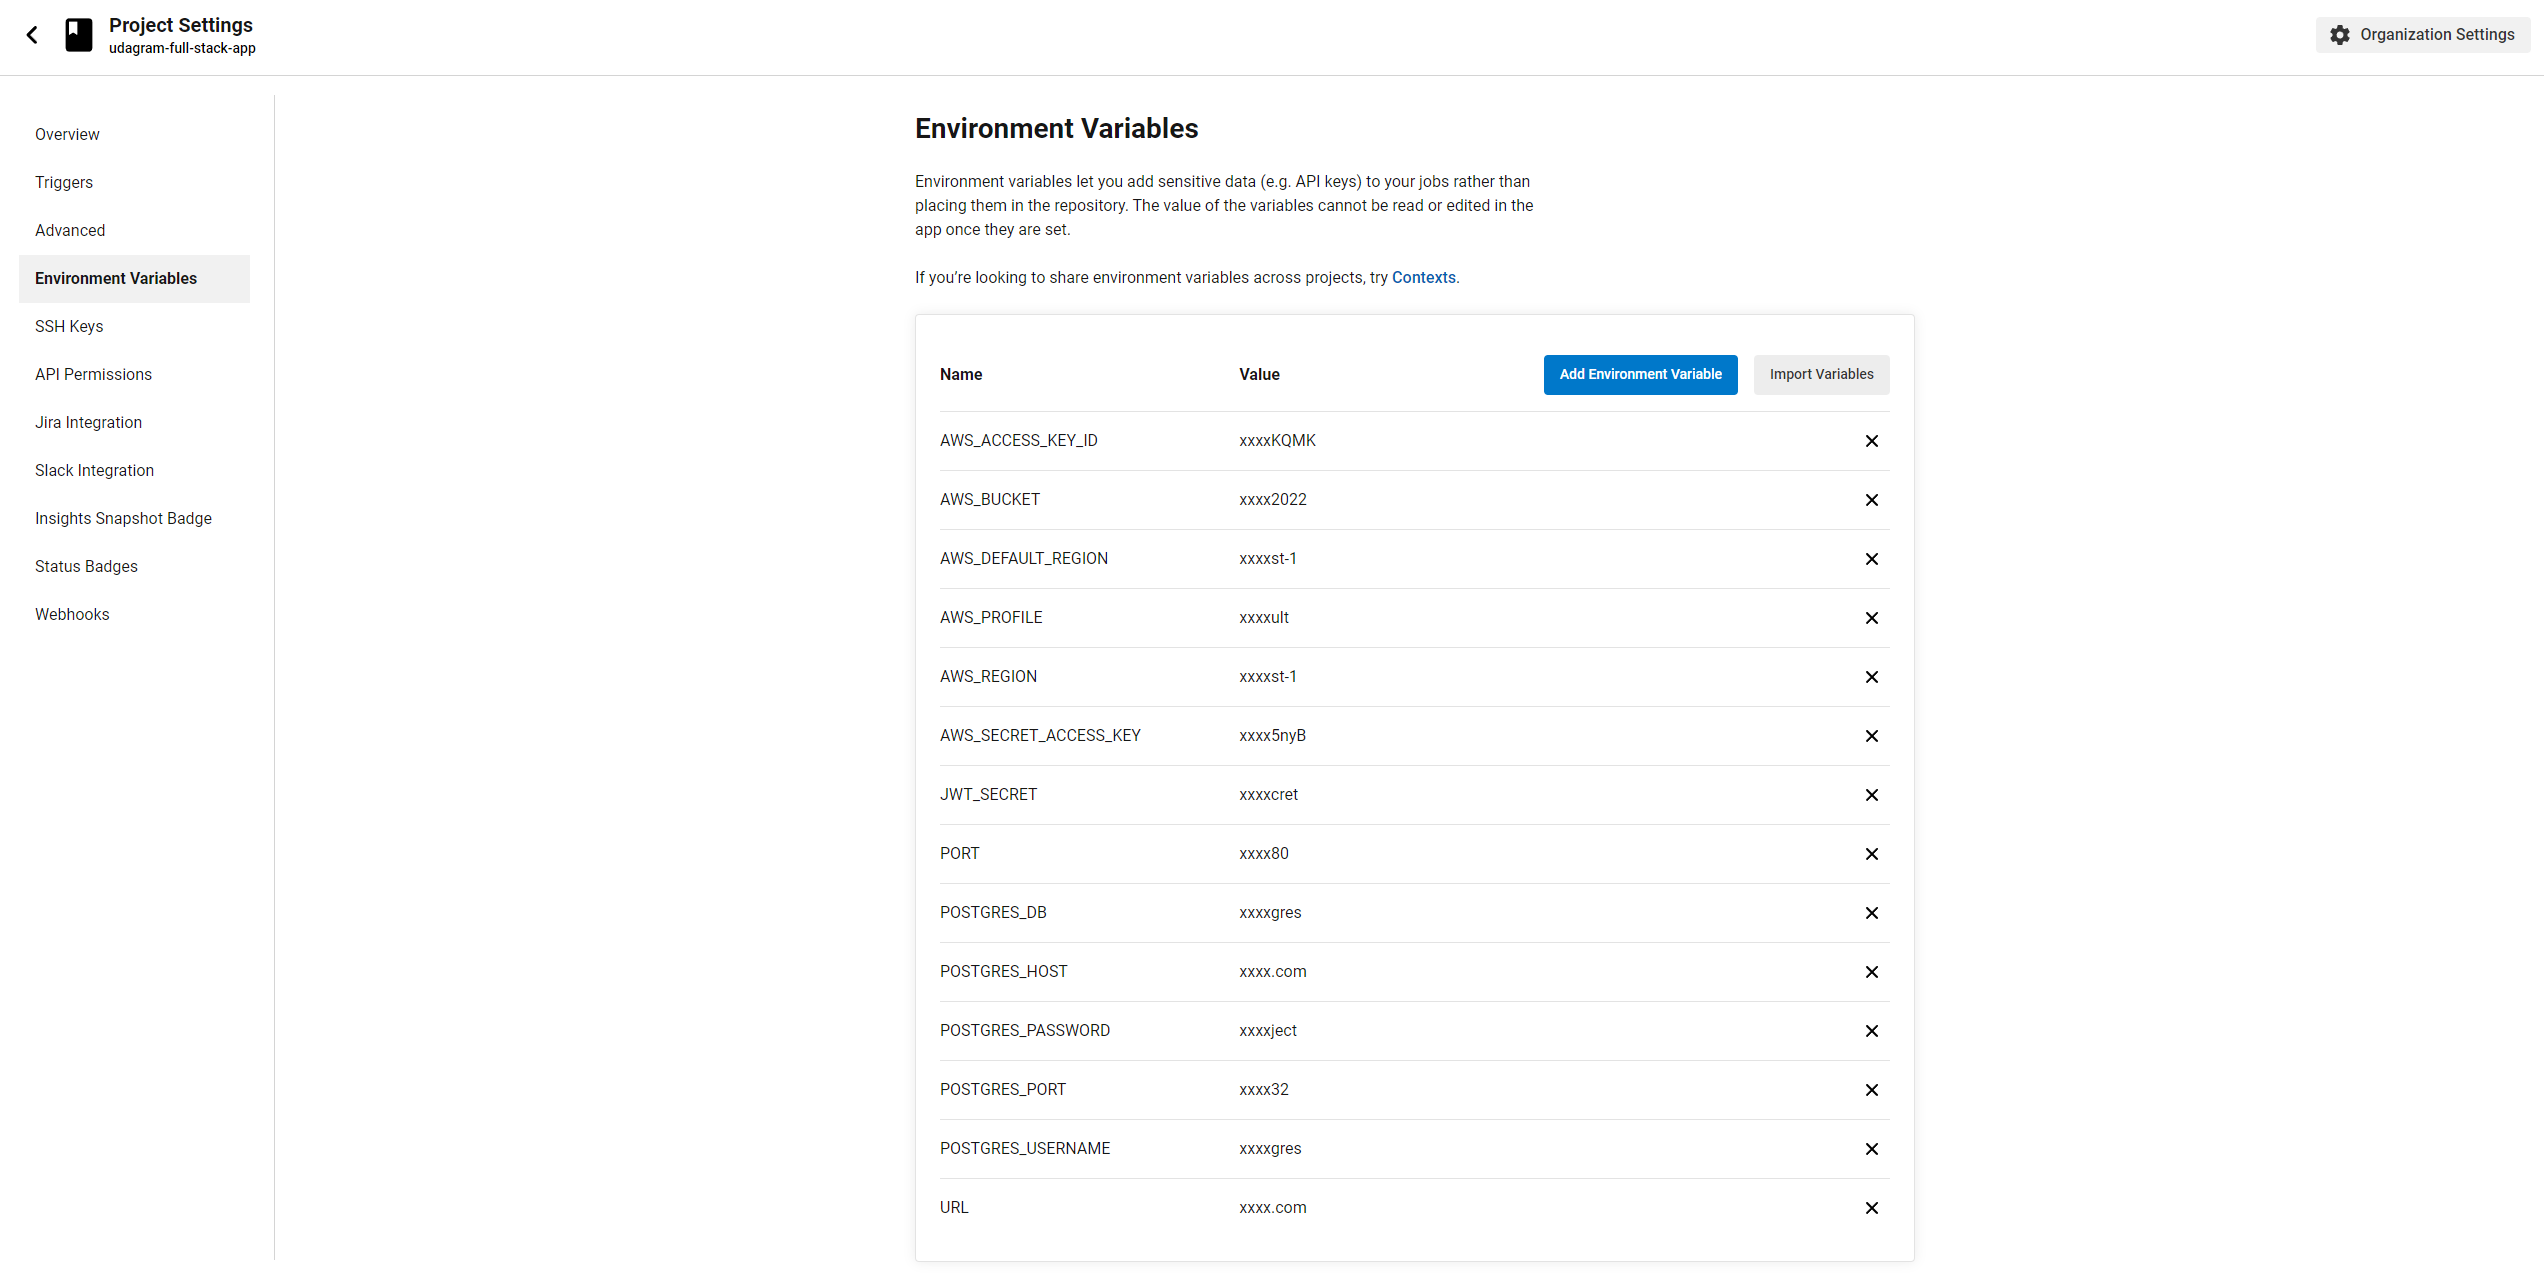 Project Settings
udagram-full-stack-app
Organization Settings
Overview
Triggers
Advanced
Environment Variables
SSH Keys
API Permissions
Jira Integration
Slack Integration
Insights Snapshot Badge
Status Badges
Webhooks
Environment Variables
Environment variables let you add sensitive data (e.g. API keys) to your jobs rather than
placing them in the repository. The value of the variables cannot be read or edited in the
app once they are set.
If you’re looking to share environment variables across projects, try Contexts.
Name Value Add Environment Variable Import Variables
AWS_ACCESS_KEY_ID xxxxKQMK
AWS_BUCKET xxxx2022
AWS_DEFAULT_REGION xxxxst-1
AWS_PROFILE xxxxult
AWS_REGION xxxxst-1
AWS_SECRET_ACCESS_KEY xxxx5nyB
JWT_SECRET xxxxcret
PORT xxxx80
POSTGRES_DB xxxxgres
POSTGRES_HOST xxxx.com
POSTGRES_PASSWORD xxxxject
POSTGRES_PORT xxxx32
POSTGRES_USERNAME xxxxgres
URL xxxx.com